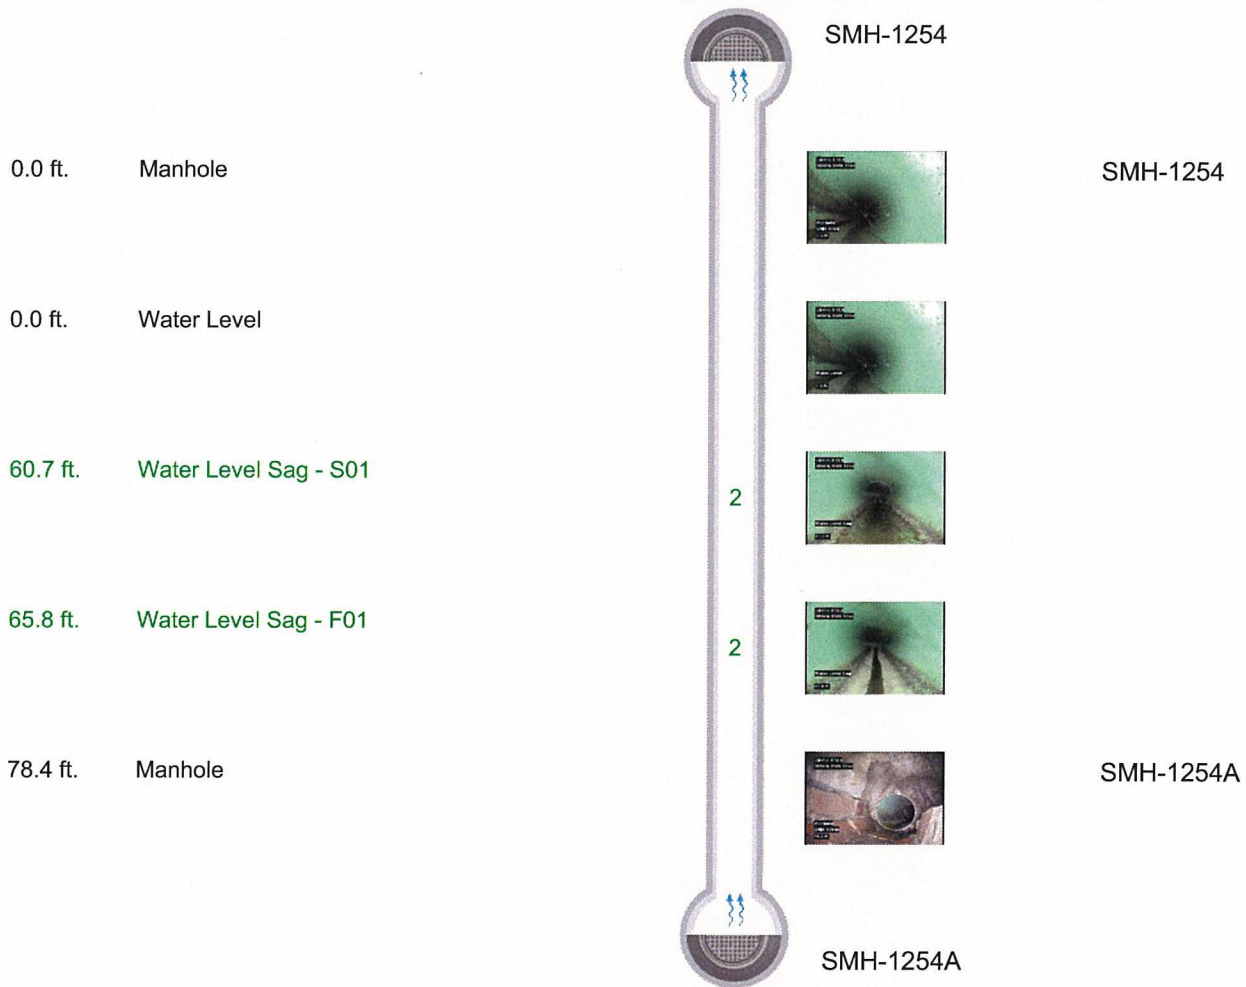 SMH-1254
0.0 ft. Manhole SMH-1254
0.0 ft. Water Level
60.7 ft. Water Level Sag - S01
2
65.8 ft. Water Level Sag - F01
2
78.4 ft. Manhole SMH-1254A
SMH-1254A